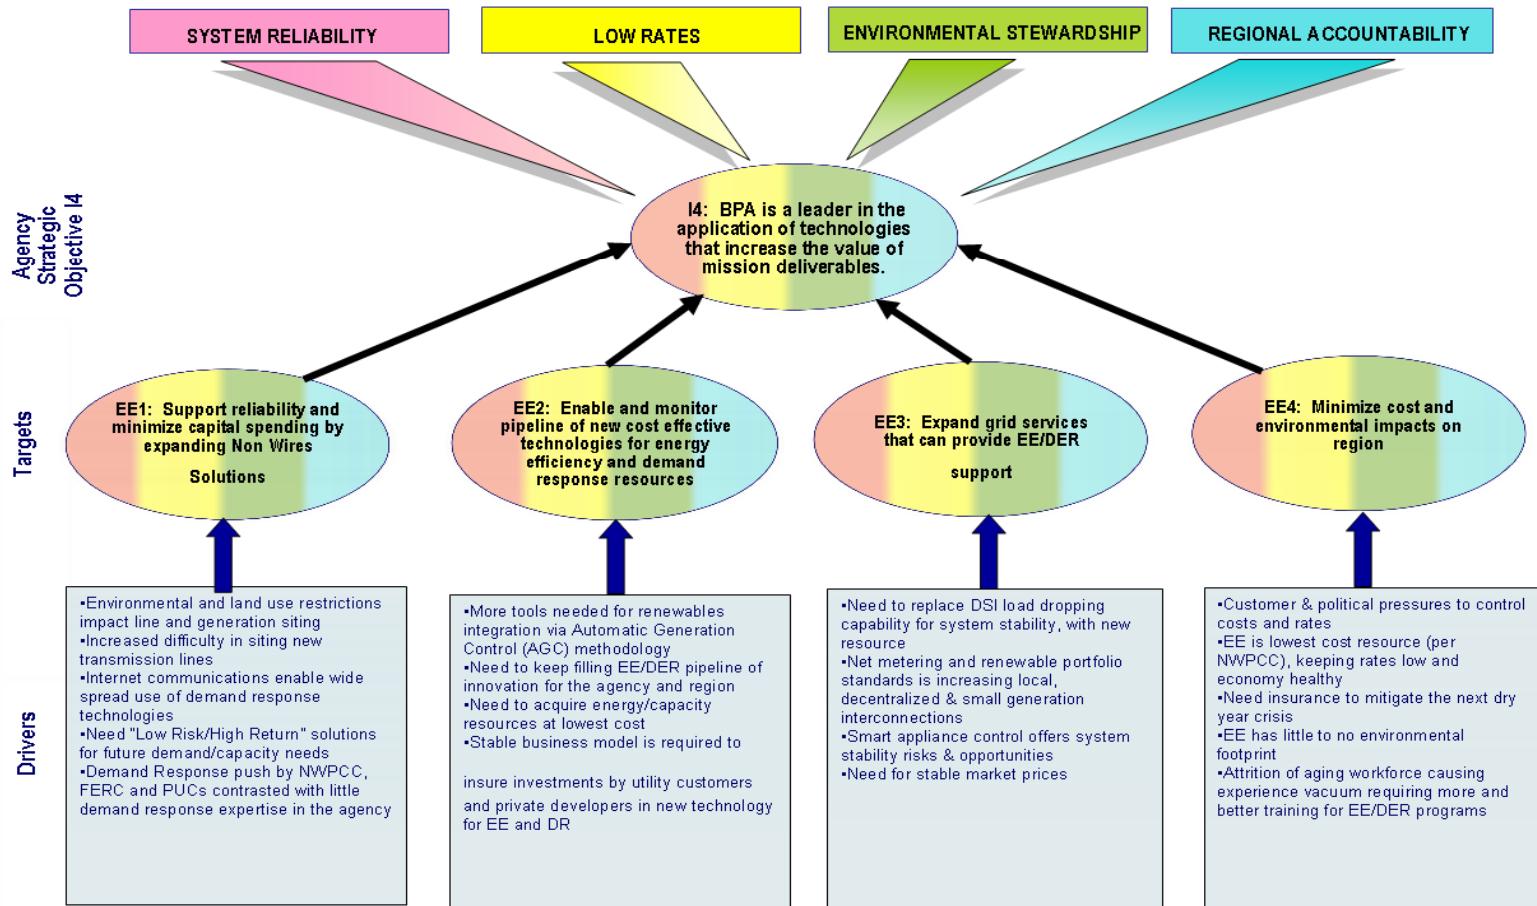 SYSTEM RELIABILITY
LOW RATES
ENVIRONMENTAL STEWARDSHIP
REGIONAL ACCOUNTABILITY
Agency
Strategic
Objective I4
I4:  BPA is a leader in the
application of technologies
that increase the value of
mission deliverables.
Targets
EE1:  Support reliability and
minimize capital spending by
expanding Non Wires
Solutions
EE2:  Enable and monitor
pipeline of new cost effective
technologies for energy
efficiency and demand
response resources
EE3:  Expand grid services
that can provide EE/DER
support
EE4:  Minimize cost and
environmental impacts on
region
Drivers
▪Environmental and land use restrictions
impact line and generation siting
▪Increased difficulty in siting new
transmission lines
▪Internet communications enable wide
spread use of demand response
technologies
▪Need "Low Risk/High Return" solutions
for future demand/capacity needs
▪Demand Response push by NWPCC,
FERC and PUCs contrasted with little
demand response expertise in the agency
▪More tools needed for renewables
integration via Automatic Generation
Control (AGC) methodology
▪Need to keep filling EE/DER pipeline of
innovation for the agency and region
▪Need to acquire energy/capacity
resources at lowest cost
▪Stable business model is required to
insure investments by utility customers
and private developers in new technology
for EE and DR
▪Need to replace DSI load dropping
capability for system stability, with new
resource
▪Net metering and renewable portfolio
standards is increasing local,
decentralized & small generation
interconnections
▪Smart appliance control offers system
stability risks & opportunities
▪Need for stable market prices
▪Customer & political pressures to control
costs and rates
▪EE is lowest cost resource (per
NWPCC), keeping rates low and
economy healthy
▪Need insurance to mitigate the next dry
year crisis
▪EE has little to no environmental
footprint
▪Attrition of aging workforce causing
experience vacuum requiring more and
better training for EE/DER programs